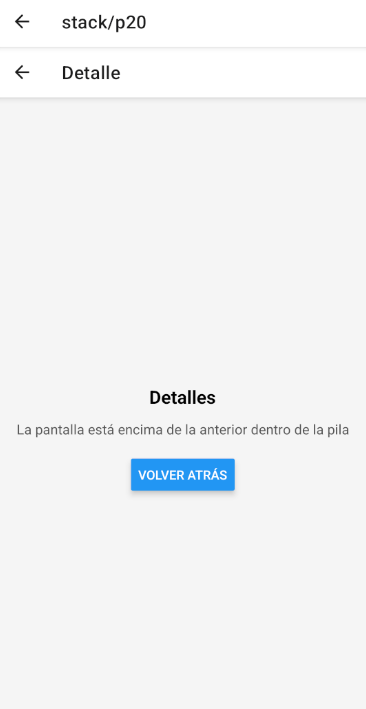 stack/p20
Detalle
Detalles
La pantalla está encima de la anterior dentro de la pila
VOLVER ATRÁS